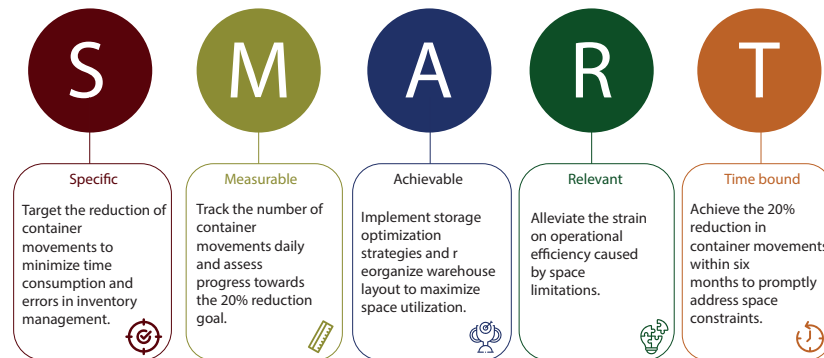 S
M
A
R
T
Specific
Target the reduction of
container
movements to
minimize time
consumption and
errors in inventory
management.
Measurable
Track the number of
container
movements daily
and assess
progress towards
the 20% reduction
goal.
Achievable
Implement storage
optimization
strategies and r
eorganize warehouse
layout to maximize
space utilization.
Relevant
Alleviate the strain
on operational
efficiency caused
by space
limitations.
Time bound
Achieve the 20%
reduction in
container movements
within six
months to promptly
address space
constraints.